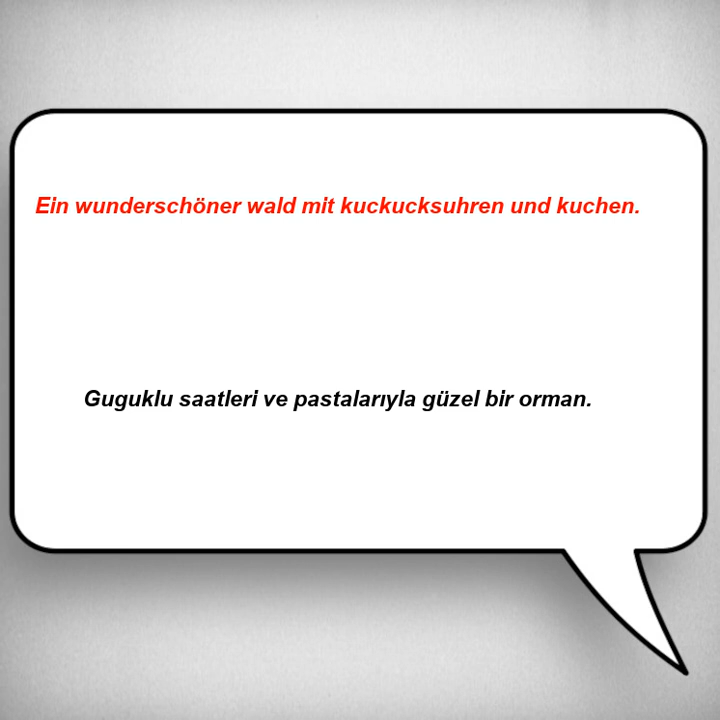 Ein wunderschöner wald mit kuckucksuhren und kuchen.
Guguklu saatleri ve pastalarıyla güzel bir orman.